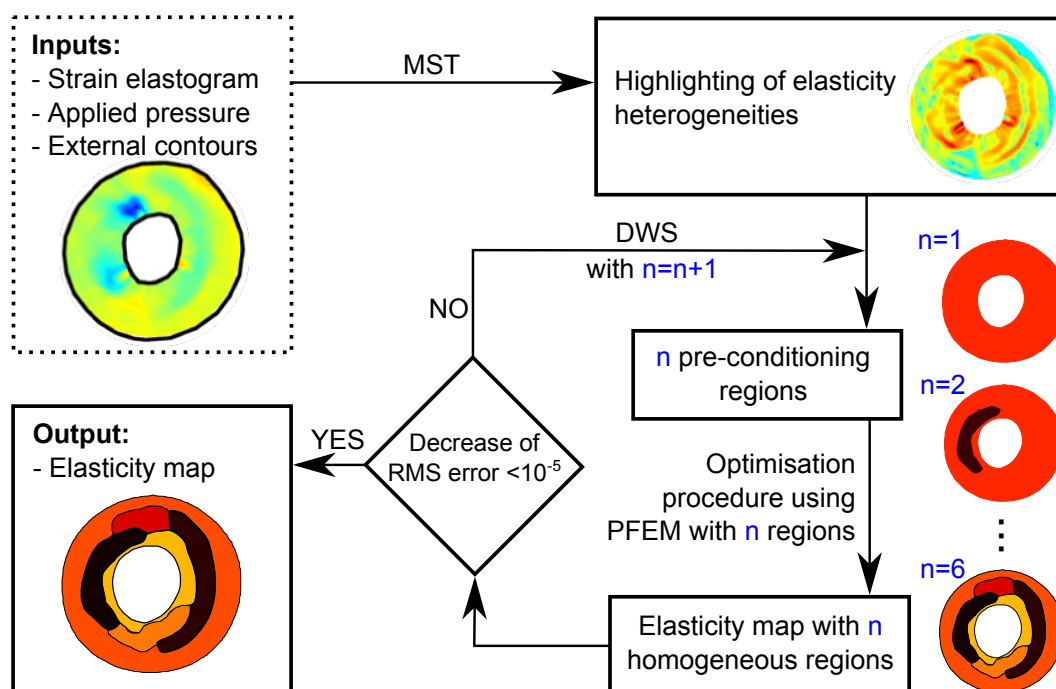 Inputs:
- Strain elastogram
- Applied pressure
- External contours
MST
Highlighting of elasticity
heterogeneities
DWS
with n=n+1
n=1
NO
n pre-conditioning
regions
n=2
Output:
- Elasticity map
YES
Decrease of
RMS error <10⁻⁵
Optimisation
procedure using
PFEM with n regions
n=6
Elasticity map with n
homogeneous regions